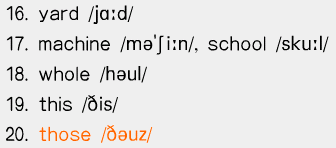 16. yard /jɑːd/
17. machine /məˈʃiːn/, school /skuːl/
18. whole /həul/
19. this /ðis/
20. those /ðəuz/